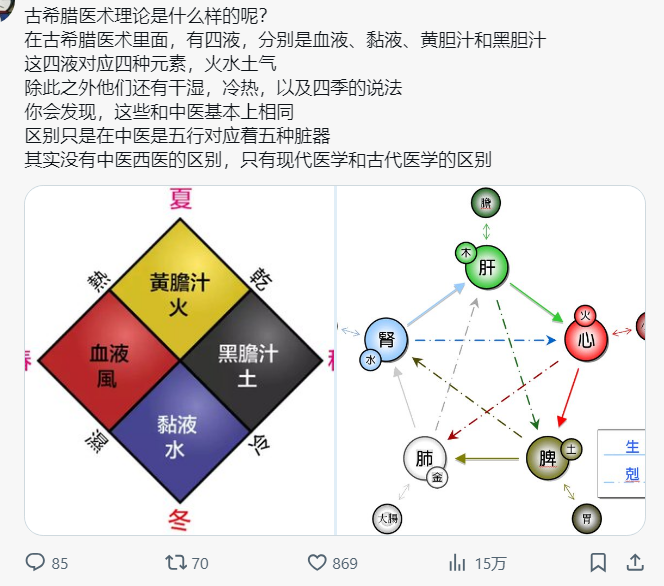 古希腊医术理论是什么样的呢？
在古希腊医术里面，有四液，分别是血液、黏液、黄胆汁和黑胆汁
这四液对应四种元素，火水土气
除此之外他们还有干湿，冷热，以及四季的说法
你会发现，这些和中医基本上相同
区别只是在中医是五行对应着五种脏器
其实没有中医西医的区别，只有现代医学和古代医学的区别
夏
熱
乾
黃膽汁
火
血液
風
黑膽汁
土
黏液
水
濕
冷
冬
膽
木
肝
火
心
腎
水
肺
金
脾
土
大腸
胃
生
剋
85
70
869
15万